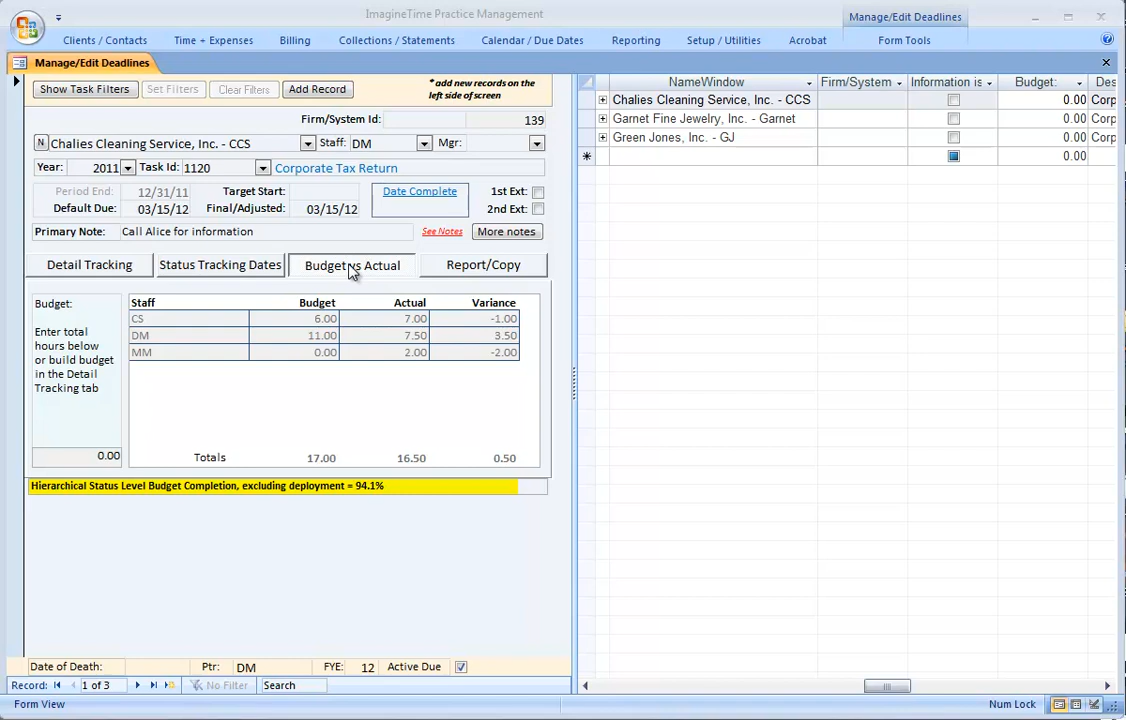 ImagineTime Practice Management
Manage/Edit Deadlines
Clients / Contacts Time + Expenses Billing Collections / Statements Calendar / Due Dates Reporting Setup / Utilities Acrobat Form Tools
Manage/Edit Deadlines
Show Task Filters Set Filters Clear Filters Add Record
* add new records on the
left side of screen
Firm/System Id: 139
N Chalies Cleaning Service, Inc. - CCS Staff: DM Mgr:
Year: 2011 Task Id: 1120 Corporate Tax Return
Period End: 12/31/11 Target Start: Date Complete 1st Ext:
Default Due: 03/15/12 Final/Adjusted: 03/15/12 2nd Ext:
Primary Note: Call Alice for information See Notes More notes
Detail Tracking Status Tracking Dates Budget vs Actual Report/Copy
Budget:
Enter total
hours below
or build budget
in the Detail
Tracking tab
0.00
Staff Budget Actual Variance
CS 6.00 7.00 -1.00
DM 11.00 7.50 3.50
MM 0.00 2.00 -2.00
Totals 17.00 16.50 0.50
Hierarchical Status Level Budget Completion, excluding deployment = 94.1%
Date of Death: Ptr: DM FYE: 12 Active Due
Record: 1 of 3 No Filter Search
NameWindow Firm/System Information is Budget: Des
Chalies Cleaning Service, Inc. - CCS 0.00 Corp
Garnet Fine Jewelry, Inc. - Garnet 0.00 Corp
Green Jones, Inc. - GJ 0.00 Corp
* 0.00
Form View Num Lock